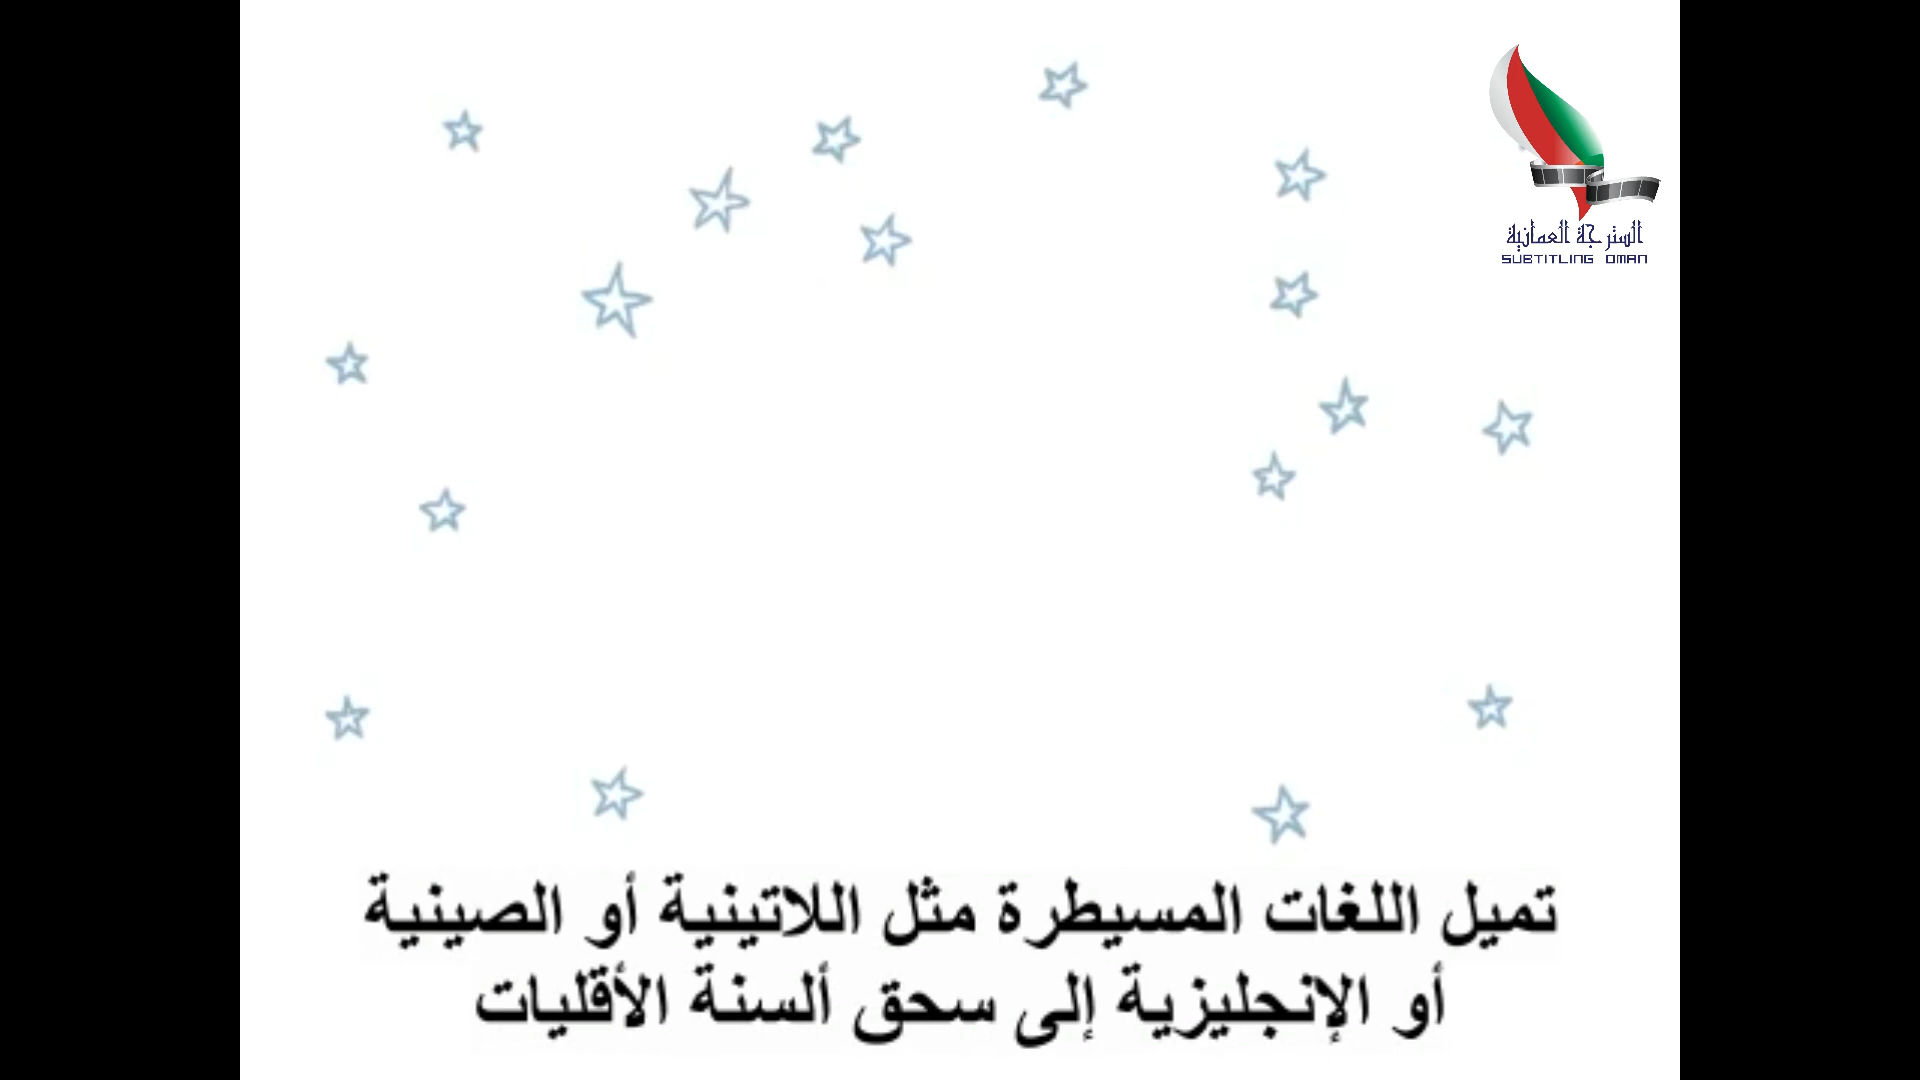 السترجة العمانية
SUBTITLING OMAN
تميل اللغات المسيطرة مثل اللاتينية أو الصينية
أو الإنجليزية إلى سحق ألسنة الأقليات